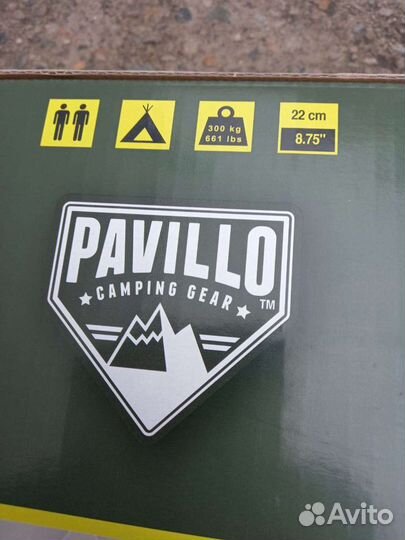 300 kg
661 lbs
22 cm
8.75"
PAVILLO
★ CAMPING GEAR ★ ™
Avito